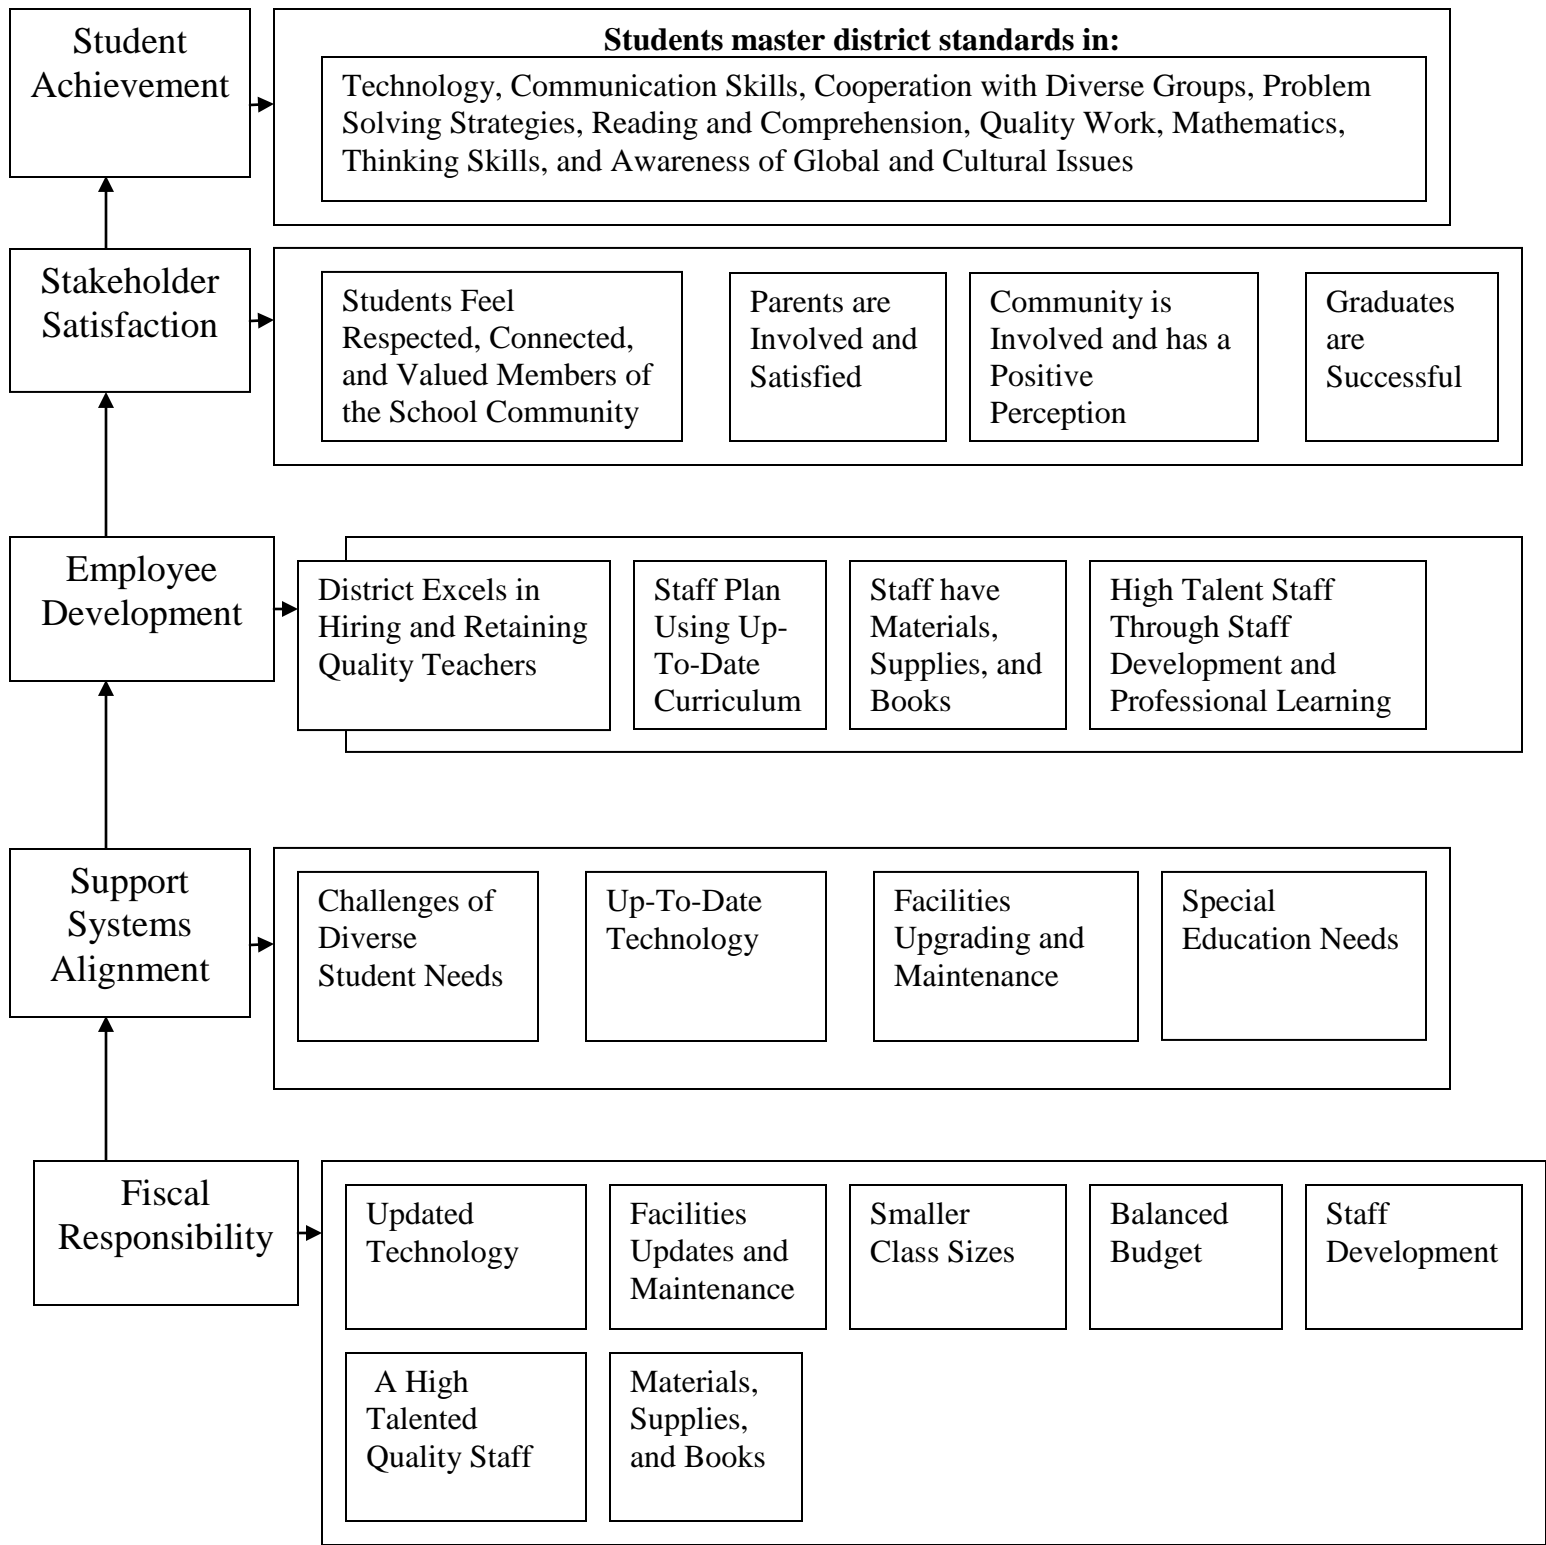 Student
Achievement
Students master district standards in:
Technology, Communication Skills, Cooperation with Diverse Groups, Problem
Solving Strategies, Reading and Comprehension, Quality Work, Mathematics,
Thinking Skills, and Awareness of Global and Cultural Issues
Stakeholder
Satisfaction
Students Feel
Respected, Connected,
and Valued Members of
the School Community
Parents are
Involved and
Satisfied
Community is
Involved and has a
Positive
Perception
Graduates
are
Successful
Employee
Development
District Excels in
Hiring and Retaining
Quality Teachers
Staff Plan
Using Up-
To-Date
Curriculum
Staff have
Materials,
Supplies, and
Books
High Talent Staff
Through Staff
Development and
Professional Learning
Support
Systems
Alignment
Challenges of
Diverse
Student Needs
Up-To-Date
Technology
Facilities
Upgrading and
Maintenance
Special
Education Needs
Fiscal
Responsibility
Updated
Technology
Facilities
Updates and
Maintenance
Smaller
Class Sizes
Balanced
Budget
Staff
Development
A High
Talented
Quality Staff
Materials,
Supplies,
and Books